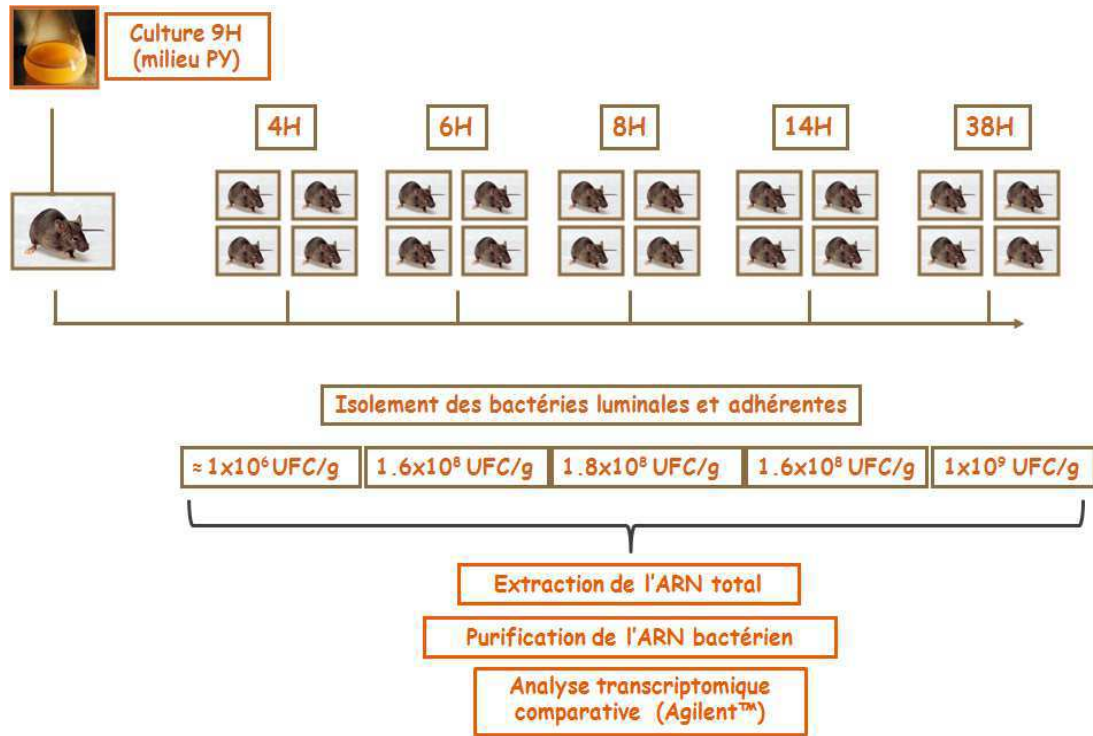 Culture 9H
(milieu PY)
4H 6H 8H 14H 38H
Isolement des bactéries luminales et adhérentes
≈ 1x10⁶ UFC/g 1.6x10⁸ UFC/g 1.8x10⁸ UFC/g 1.6x10⁸ UFC/g 1x10⁹ UFC/g
Extraction de l'ARN total
Purification de l'ARN bactérien
Analyse transcriptomique
comparative (Agilent™)